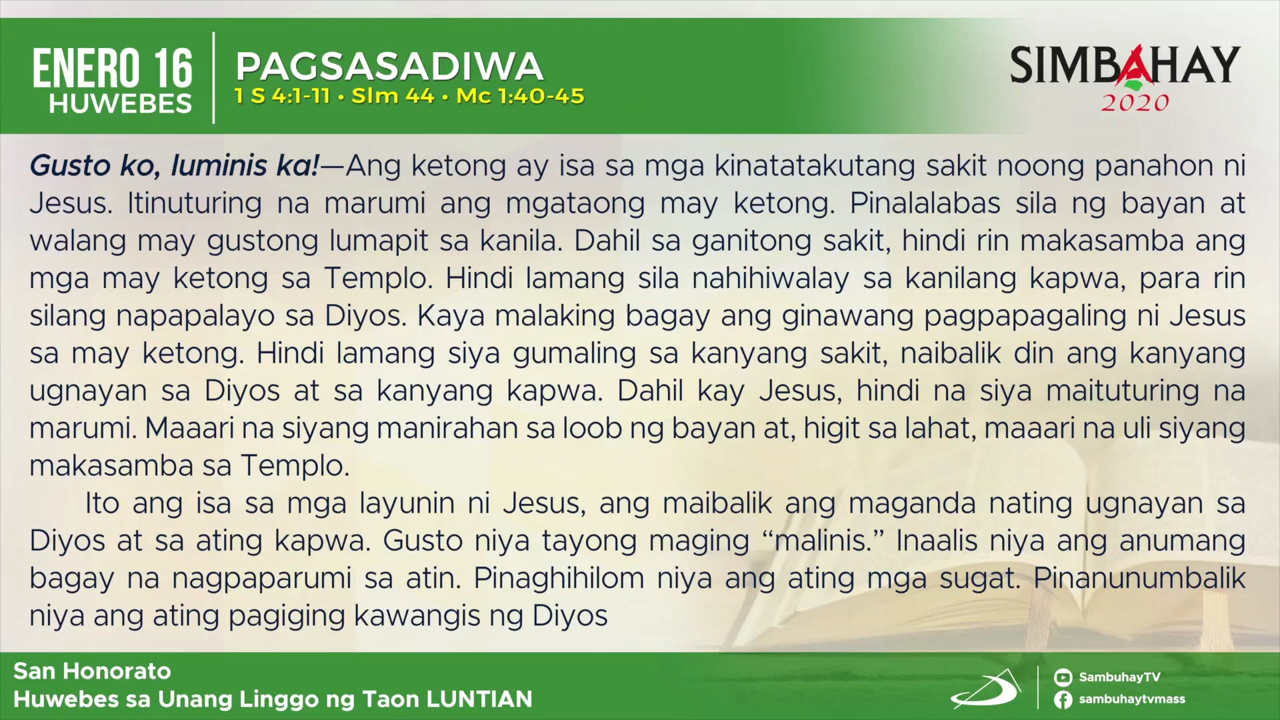 ENERO 16
HUWEBES
PAGSASADIWA
1 S 4:1-11 • Slm 44 • Mc 1:40-45
SIMBAHAY
2020
Gusto ko, luminis ka!—Ang ketong ay isa sa mga kinatatakutang sakit noong panahon ni
Jesus. Itinuturing na marumi ang mgataong may ketong. Pinalalabas sila ng bayan at
walang may gustong lumapit sa kanila. Dahil sa ganitong sakit, hindi rin makasamba ang
mga may ketong sa Templo. Hindi lamang sila nahihiwalay sa kanilang kapwa, para rin
silang napapalayo sa Diyos. Kaya malaking bagay ang ginawang pagpapagaling ni Jesus
sa may ketong. Hindi lamang siya gumaling sa kanyang sakit, naibalik din ang kanyang
ugnayan sa Diyos at sa kanyang kapwa. Dahil kay Jesus, hindi na siya maituturing na
marumi. Maaari na siyang manirahan sa loob ng bayan at, higit sa lahat, maaari na uli siyang
makasamba sa Templo.
Ito ang isa sa mga layunin ni Jesus, ang maibalik ang maganda nating ugnayan sa
Diyos at sa ating kapwa. Gusto niya tayong maging “malinis.” Inaalis niya ang anumang
bagay na nagpaparumi sa atin. Pinaghihilom niya ang ating mga sugat. Pinanunumbalik
niya ang ating pagiging kawangis ng Diyos
San Honorato
Huwebes sa Unang Linggo ng Taon LUNTIAN
SambuhayTV
sambuhaytvmass